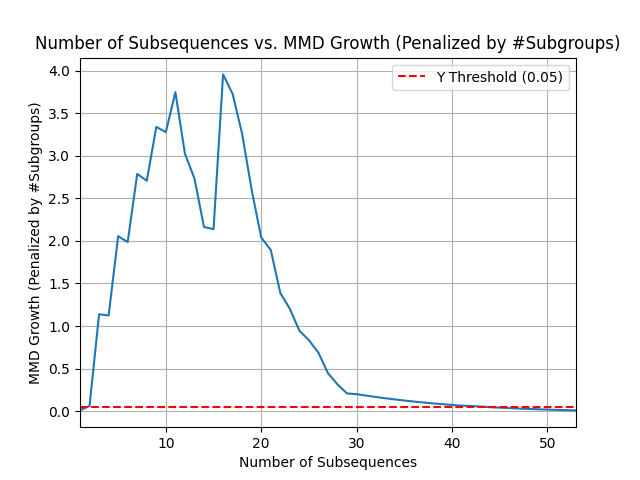 Number of Subsequences vs. MMD Growth (Penalized by #Subgroups)
Y Threshold (0.05)
MMD Growth (Penalized by #Subgroups)
4.0
3.5
3.0
2.5
2.0
1.5
1.0
0.5
0.0
10 20 30 40 50
Number of Subsequences